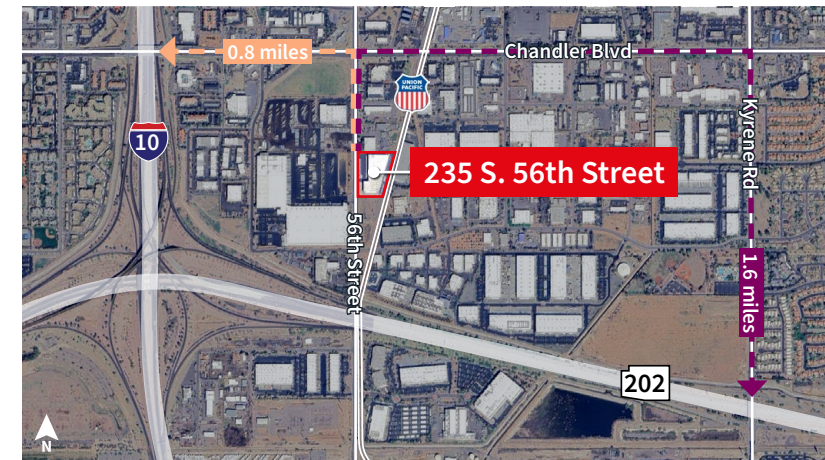 0.8 miles
Chandler Blvd
UNION
PACIFIC
10
Kyrene Rd
235 S. 56th Street
56th Street
1.6 miles
202
N